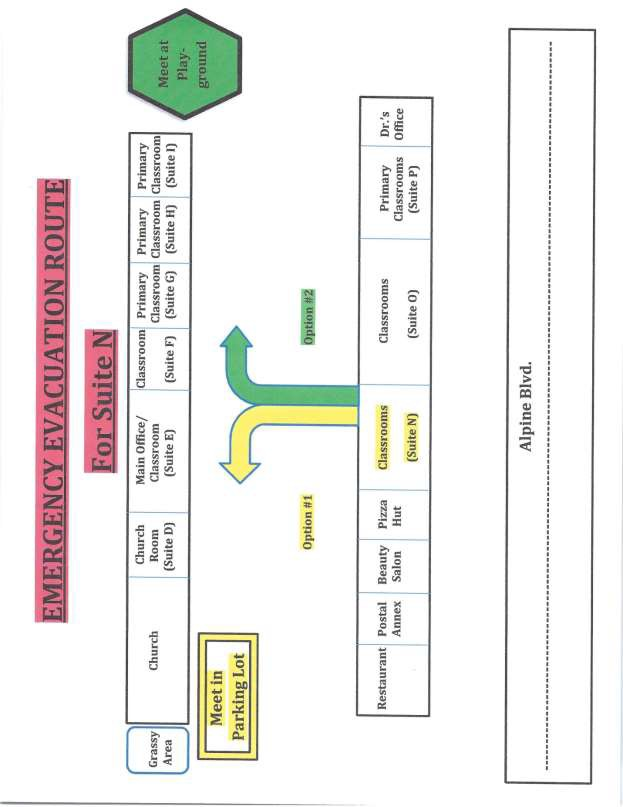 EMERGENCY EVACUATION ROUTE
For Suite N
Grassy
Area
Church
Church
Room
(Suite D)
Main Office/
Classroom
(Suite E)
Classroom
(Suite F)
Primary
Classroom
(Suite G)
Primary
Classroom
(Suite H)
Primary
Classroom
(Suite I)
Meet at
Play-
ground
Meet in
Parking Lot
Option #1
Option #2
Restaurant
Postal
Annex
Beauty
Salon
Pizza
Hut
Classrooms
(Suite N)
Classrooms
(Suite O)
Primary
Classrooms
(Suite P)
Dr.'s
Office
Alpine Blvd.